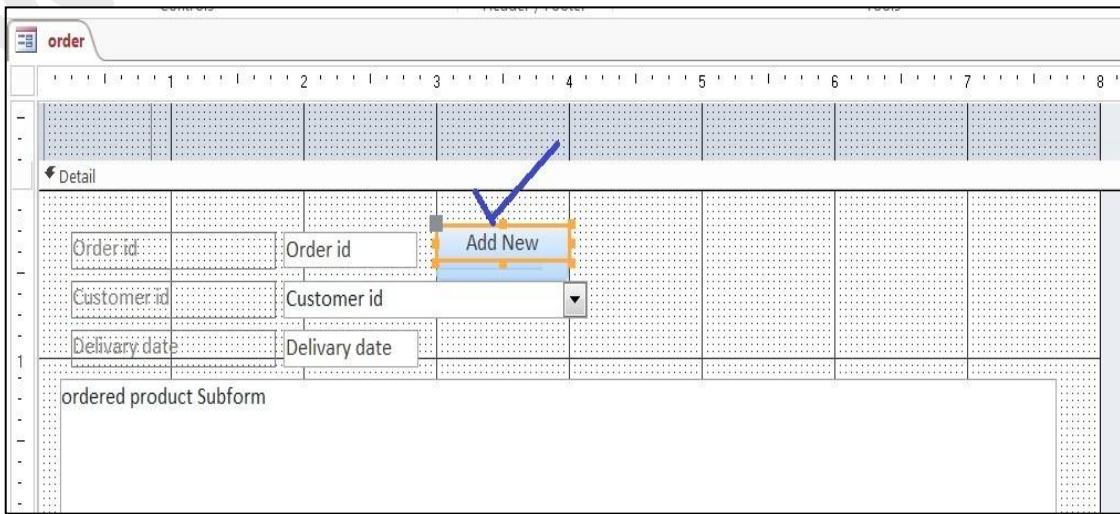 order
1 2 3 4 5 6 7 8
Detail
Order id Order id Add New
Customer id Customer id
Delivary date Delivary date
1
ordered product Subform